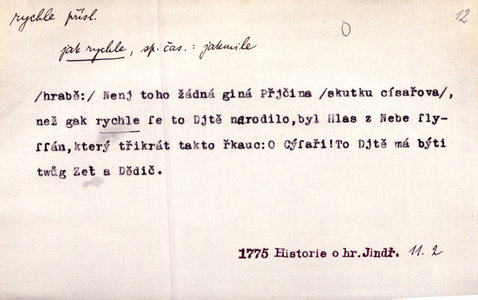 rychle přísl.
12
jak rychle, sp. čas.: jakmile
O
/hrabě:/ Nenj toho žádná giná Přjčina /skutku císařova/,
než gak rychle ſe to Djtě narodilo, byl Hlas z Nebe ſly-
ſſán, který třikrát takto řkauc: O Cýſaři! To Djtě má býti
twůg Zeť a Dědič.
1775 Historie o hr. Jindř. 11. 2